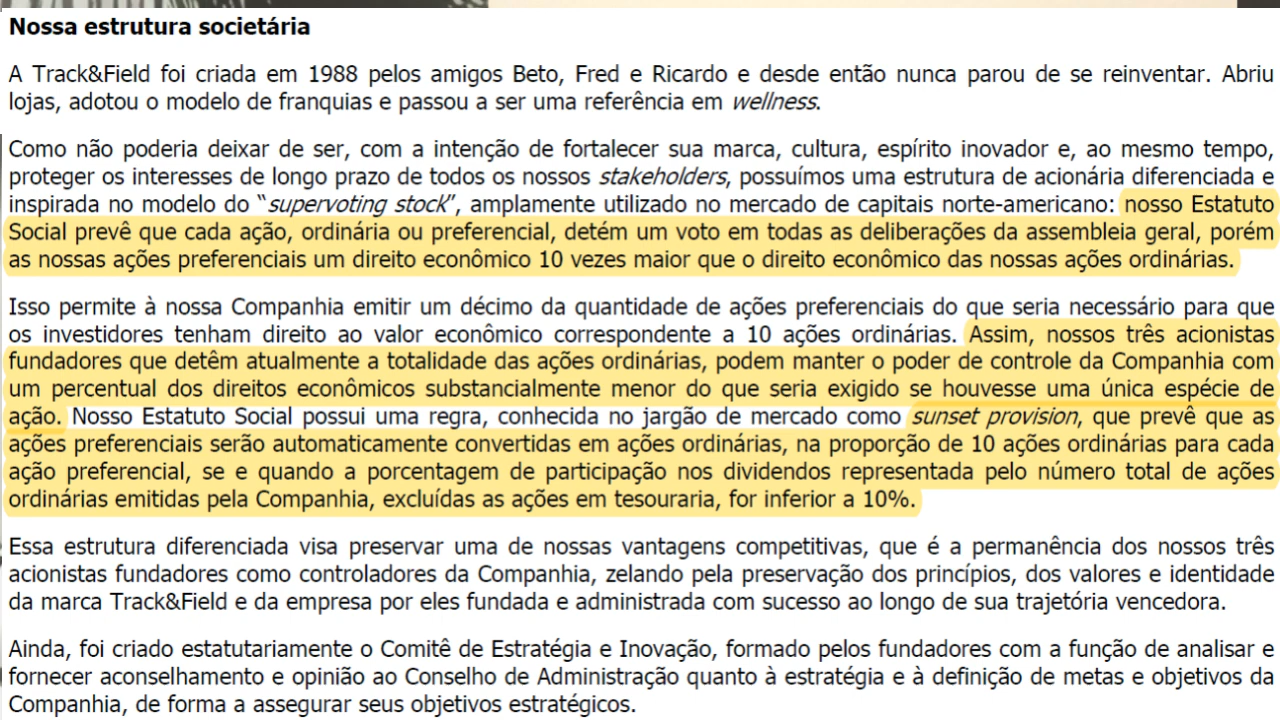 Nossa estrutura societária
A Track&Field foi criada em 1988 pelos amigos Beto, Fred e Ricardo e desde então nunca parou de se reinventar. Abriu
lojas, adotou o modelo de franquias e passou a ser uma referência em wellness.
Como não poderia deixar de ser, com a intenção de fortalecer sua marca, cultura, espírito inovador e, ao mesmo tempo,
proteger os interesses de longo prazo de todos os nossos stakeholders, possuímos uma estrutura de acionária diferenciada e
inspirada no modelo do “supervoting stock”, amplamente utilizado no mercado de capitais norte-americano: nosso Estatuto
Social prevê que cada ação, ordinária ou preferencial, detém um voto em todas as deliberações da assembleia geral, porém
as nossas ações preferenciais um direito econômico 10 vezes maior que o direito econômico das nossas ações ordinárias.
Isso permite à nossa Companhia emitir um décimo da quantidade de ações preferenciais do que seria necessário para que
os investidores tenham direito ao valor econômico correspondente a 10 ações ordinárias. Assim, nossos três acionistas
fundadores que detêm atualmente a totalidade das ações ordinárias, podem manter o poder de controle da Companhia com
um percentual dos direitos econômicos substancialmente menor do que seria exigido se houvesse uma única espécie de
ação. Nosso Estatuto Social possui uma regra, conhecida no jargão de mercado como sunset provision, que prevê que as
ações preferenciais serão automaticamente convertidas em ações ordinárias, na proporção de 10 ações ordinárias para cada
ação preferencial, se e quando a porcentagem de participação nos dividendos representada pelo número total de ações
ordinárias emitidas pela Companhia, excluídas as ações em tesouraria, for inferior a 10%.
Essa estrutura diferenciada visa preservar uma de nossas vantagens competitivas, que é a permanência dos nossos três
acionistas fundadores como controladores da Companhia, zelando pela preservação dos princípios, dos valores e identidade
da marca Track&Field e da empresa por eles fundada e administrada com sucesso ao longo de sua trajetória vencedora.
Ainda, foi criado estatutariamente o Comitê de Estratégia e Inovação, formado pelos fundadores com a função de analisar e
fornecer aconselhamento e opinião ao Conselho de Administração quanto à estratégia e à definição de metas e objetivos da
Companhia, de forma a assegurar seus objetivos estratégicos.